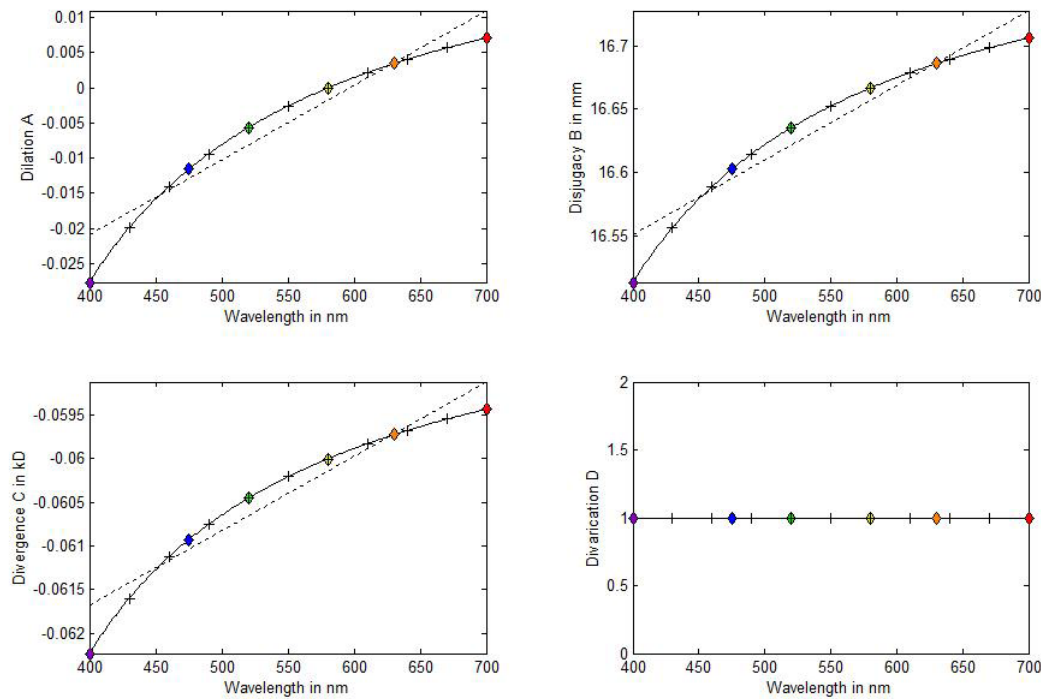 Dilation A
0.01
0.005
0
-0.005
-0.01
-0.015
-0.02
-0.025
400 450 500 550 600 650 700
Wavelength in nm
Disjugacy B in mm
16.7
16.65
16.6
16.55
400 450 500 550 600 650 700
Wavelength in nm
Divergence C in kD
-0.0595
-0.06
-0.0605
-0.061
-0.0615
-0.062
400 450 500 550 600 650 700
Wavelength in nm
Divarication D
2
1.5
1
0.5
0
400 450 500 550 600 650 700
Wavelength in nm